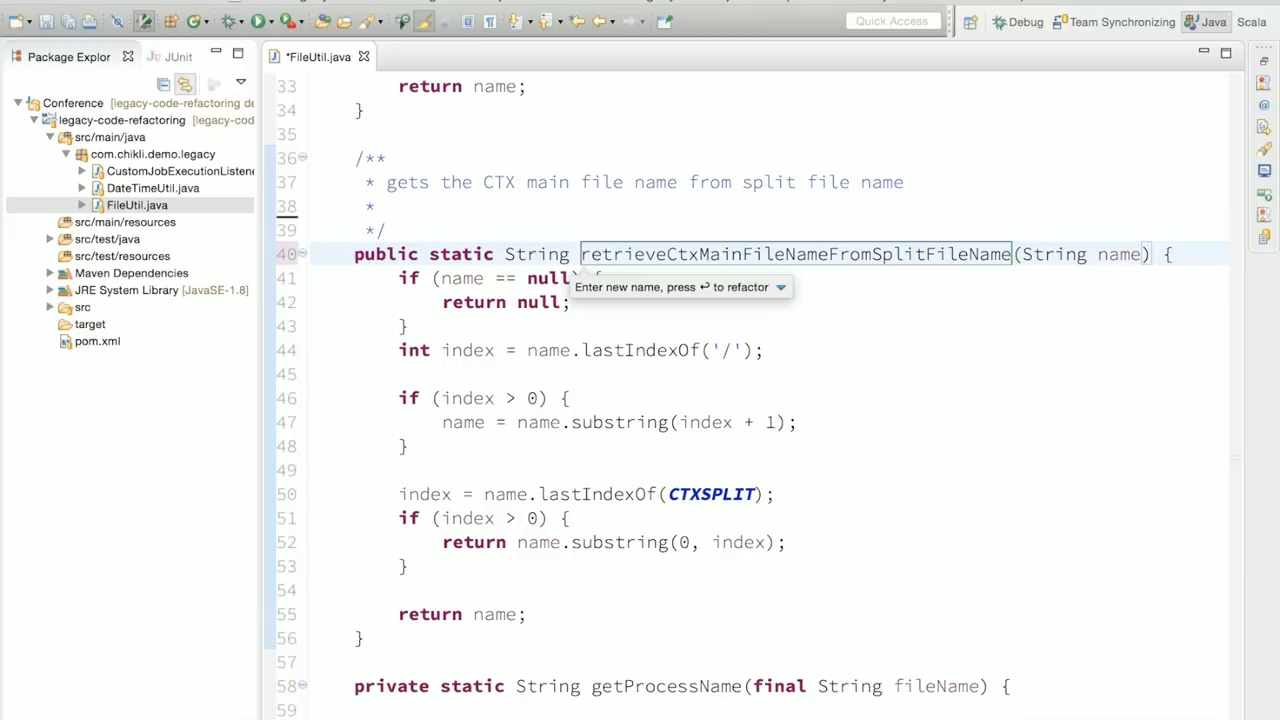 Quick Access
Debug
Team Synchronizing
Java
Scala
Package Explor
JUnit
*FileUtil.java
Conference [legacy-code-refactoring de
legacy-code-refactoring [legacy-cod
src/main/java
com.chikli.demo.legacy
CustomJobExecutionListene
DateTimeUtil.java
FileUtil.java
src/main/resources
src/test/java
src/test/resources
Maven Dependencies
JRE System Library [JavaSE-1.8]
src
target
pom.xml
33 return name;
34 }
35
36 /**
37 * gets the CTX main file name from split file name
38 *
39 */
40 public static String retrieveCtxMainFileNameFromSplitFileName(String name) {
41 if (name == null) {
Enter new name, press ↩ to refactor
42 return null;
43 }
44 int index = name.lastIndexOf('/');
45
46 if (index > 0) {
47 name = name.substring(index + 1);
48 }
49
50 index = name.lastIndexOf(CTXSPLIT);
51 if (index > 0) {
52 return name.substring(0, index);
53 }
54
55 return name;
56 }
57
58 private static String getProcessName(final String fileName) {
59